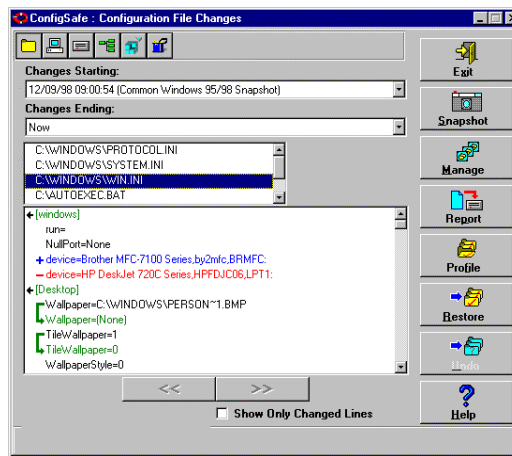 ConfigSafe : Configuration File Changes
Changes Starting:
12/09/98 09:00:54 (Common Windows 95/98 Snapshot)
Changes Ending:
Now
C:\WINDOWS\PROTOCOL.INI
C:\WINDOWS\SYSTEM.INI
C:\WINDOWS\WIN.INI
C:\AUTOEXEC.BAT
[windows]
run=
NullPort=None
+ device=Brother MFC-7100 Series,by2mfc,BRMFC:
- device=HP DeskJet 720C Series,HPFDJC06,LPT1:
[Desktop]
Wallpaper=C:\WINDOWS\PERSON~1.BMP
Wallpaper=(None)
TileWallpaper=1
TileWallpaper=0
WallpaperStyle=0
<< >>
Show Only Changed Lines
Exit
Snapshot
Manage
Report
Profile
Restore
Undo
Help